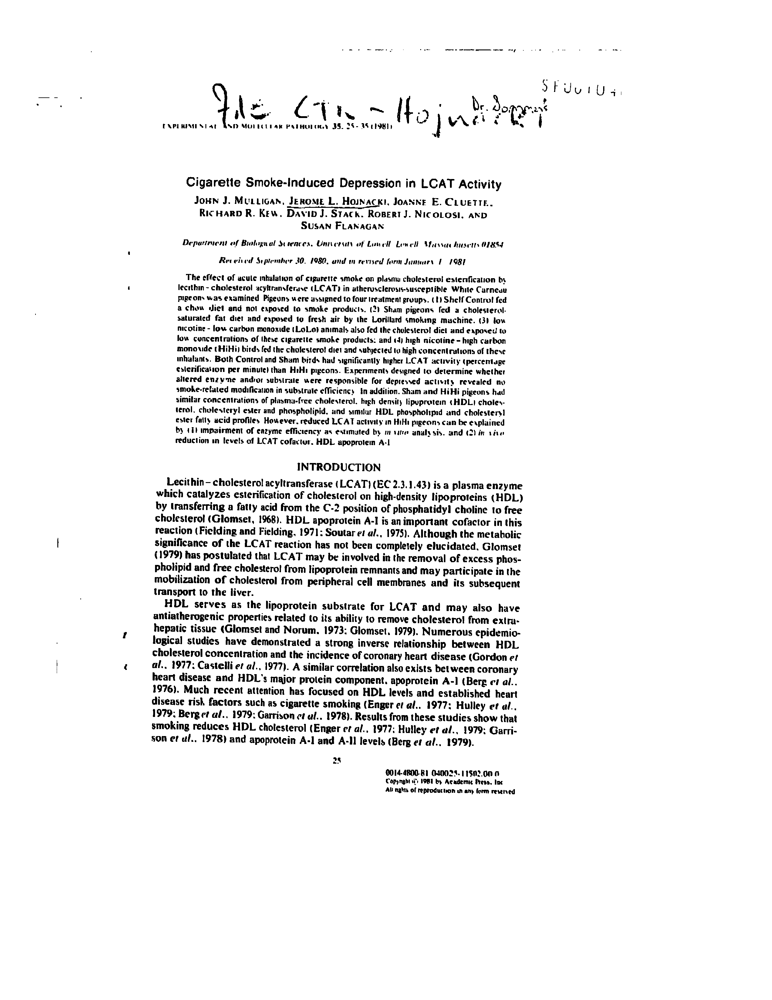 EXPERIMENTAL AND MOLECULAR PATHOLOGY 35, 25-35 (1981)
Cigarette Smoke-Induced Depression in LCAT Activity
JOHN J. MULLIGAN, JEROME L. HOJNACKI, JOANNE E. CLUETTE,
RICHARD R. KEW, DAVID J. STACK, ROBERT J. NICOLOSI, AND
SUSAN FLANAGAN
Department of Biological Sciences, University of Lowell Lowell Massachusetts 01854
Received September 30, 1980, and in revised form January 1 1981
The effect of acute inhalation of cigarette smoke on plasma cholesterol esterification by
lecithin-cholesterol acyltransferase (LCAT) in atherosclerosis-susceptible White Carneau
pigeons was examined Pigeons were assigned to four treatment groups. (1) Shelf Control fed
a chow diet and not exposed to smoke products, (2) Sham pigeons fed a cholesterol-
saturated fat diet and exposed to fresh air by the Lorillard smoking machine. (3) low
nicotine-low carbon monoxide (LoLo) animals also fed the cholesterol diet and exposed to
low concentrations of these cigarette smoke products; and (4) high nicotine-high carbon
monoxide (HiHi) birds fed the cholesterol diet and subjected to high concentrations of these
inhalants. Both Control and Sham birds had significantly higher LCAT activity (percentage
esterification per minute) than HiHi pigeons. Experiments designed to determine whether
altered enzyme and/or substrate were responsible for depressed activity revealed no
smoke-related modification in substrate efficiency In addition, Sham and HiHi pigeons had
similar concentrations of plasma-free cholesterol, high density lipoprotein (HDL) choles-
terol, cholesteryl ester and phospholipid, and similar HDL phospholipid and cholesteryl
ester fatty acid profiles However, reduced LCAT activity in HiHi pigeons can be explained
by (1) impairment of enzyme efficiency as estimated by in vitro analysis, and (2) in vivo
reduction in levels of LCAT cofactor, HDL apoprotein A-I
INTRODUCTION
Lecithin-cholesterol acyltransferase (LCAT) (EC 2.3.1.43) is a plasma enzyme
which catalyzes esterification of cholesterol on high-density lipoproteins (HDL)
by transferring a fatty acid from the C-2 position of phosphatidyl choline to free
cholesterol (Glomset, 1968). HDL apoprotein A-I is an important cofactor in this
reaction (Fielding and Fielding, 1971; Soutar et al., 1975). Although the metabolic
significance of the LCAT reaction has not been completely elucidated, Glomset
(1979) has postulated that LCAT may be involved in the removal of excess phos-
pholipid and free cholesterol from lipoprotein remnants and may participate in the
mobilization of cholesterol from peripheral cell membranes and its subsequent
transport to the liver.
HDL serves as the lipoprotein substrate for LCAT and may also have
antiatherogenic properties related to its ability to remove cholesterol from extra-
hepatic tissue (Glomset and Norum, 1973; Glomset, 1979). Numerous epidemio-
logical studies have demonstrated a strong inverse relationship between HDL
cholesterol concentration and the incidence of coronary heart disease (Gordon et
al., 1977; Castelli et al., 1977). A similar correlation also exists between coronary
heart disease and HDL's major protein component, apoprotein A-I (Berg et al.,
1976). Much recent attention has focused on HDL levels and established heart
disease risk factors such as cigarette smoking (Enger et al., 1977; Hulley et al.,
1979; Berg et al., 1979; Garrison et al., 1978). Results from these studies show that
smoking reduces HDL cholesterol (Enger et al., 1977; Hulley et al., 1979; Garri-
son et al., 1978) and apoprotein A-I and A-II levels (Berg et al., 1979).
25
0014-4800/81/040025-11$02.00/0
Copyright © 1981 by Academic Press, Inc
All rights of reproduction in any form reserved